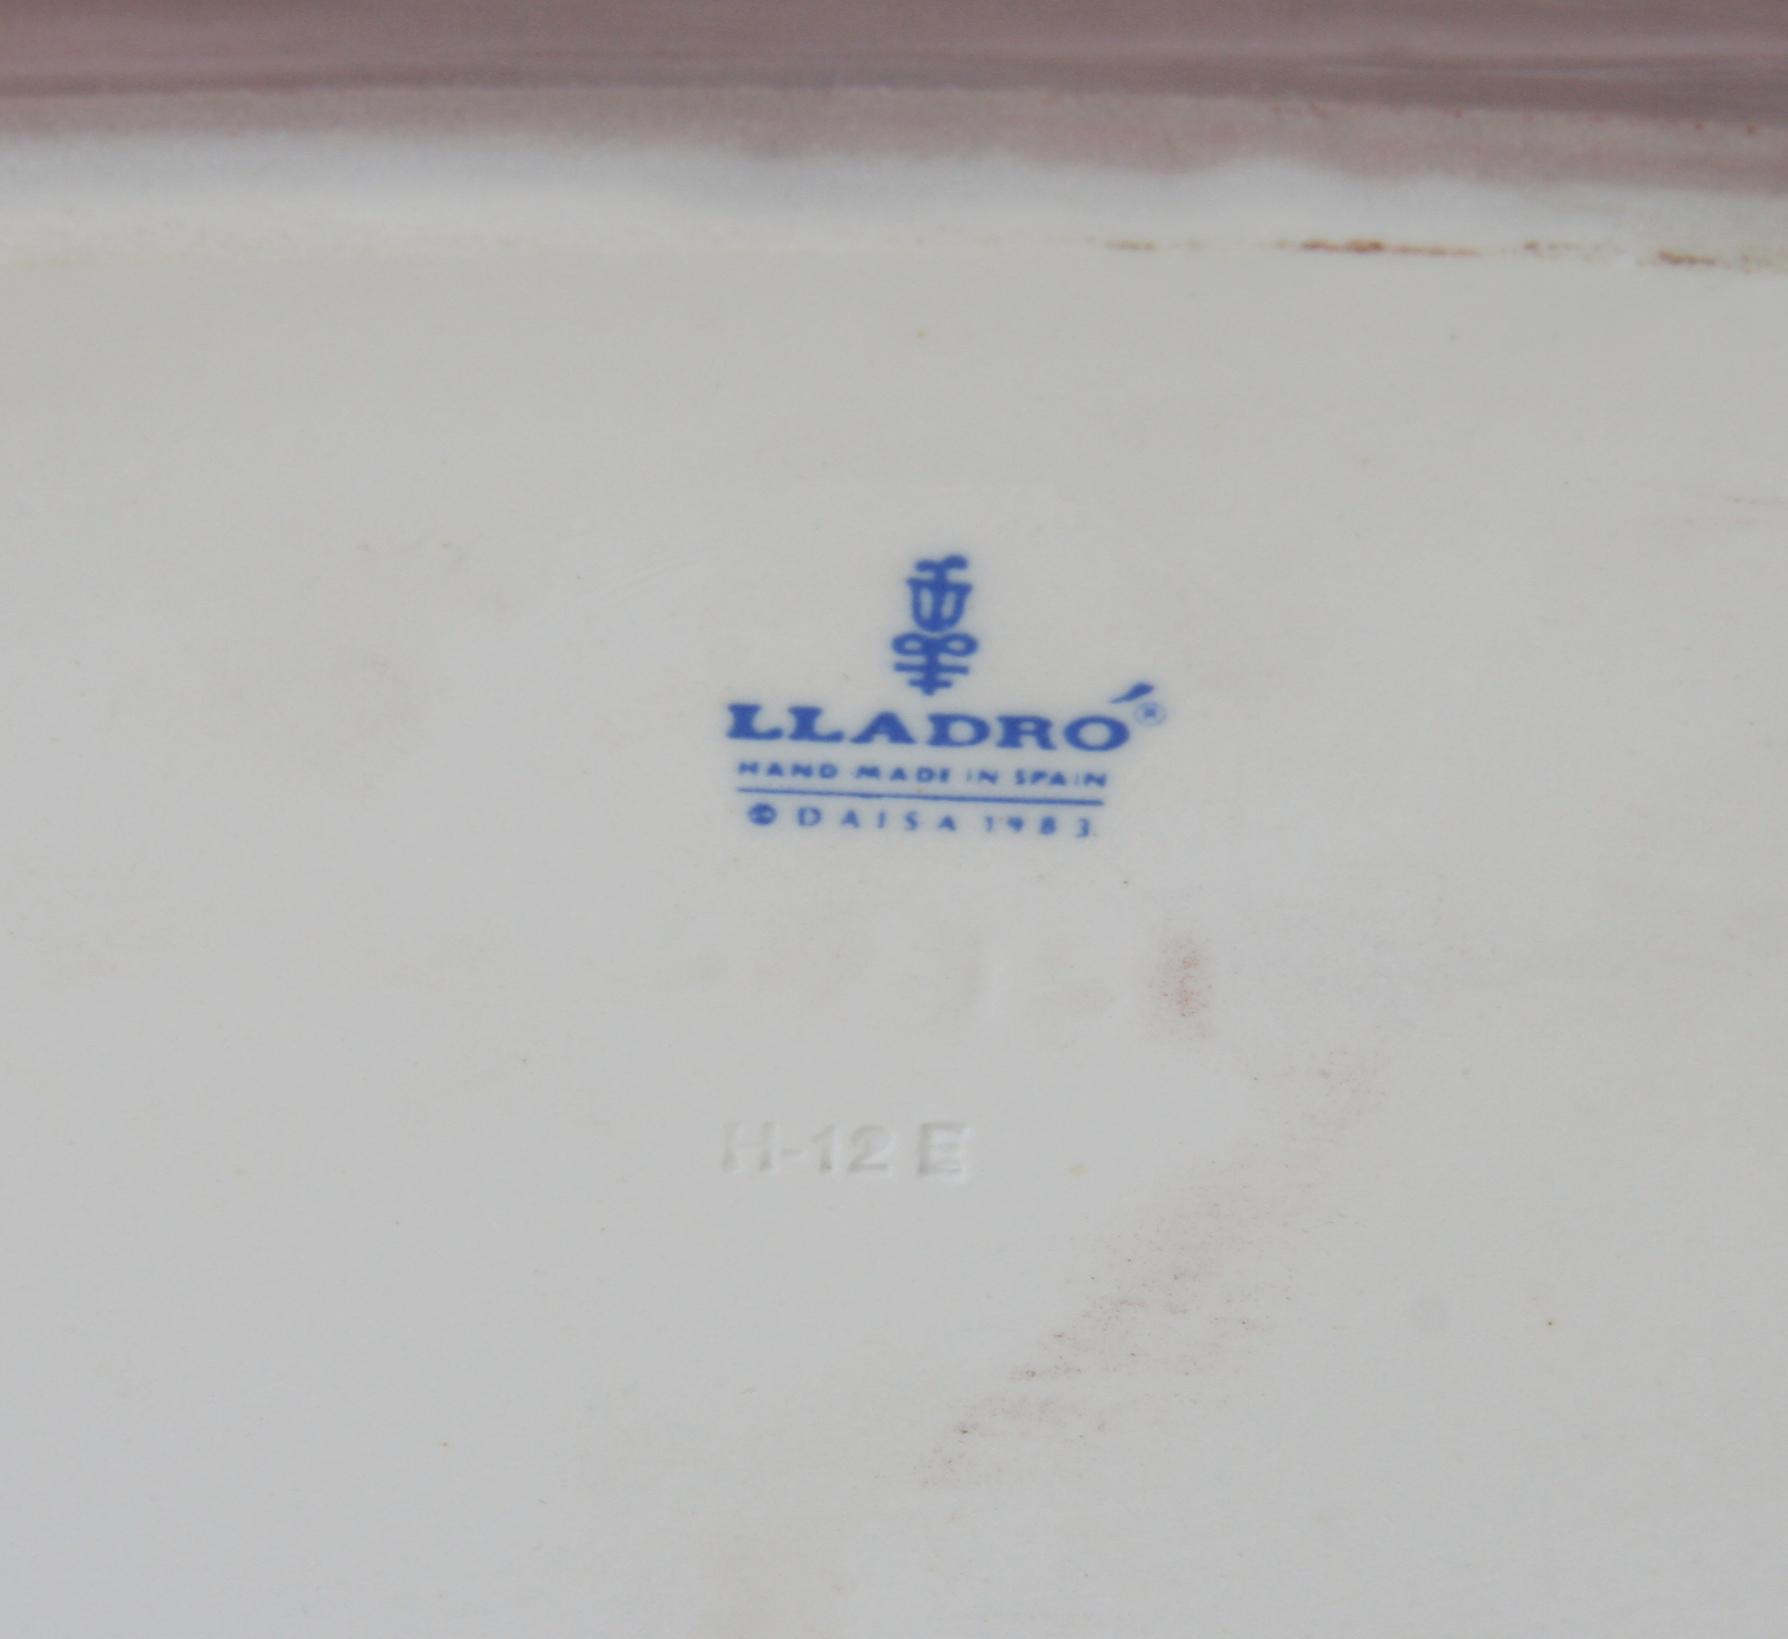 LLADRÓ®
HAND MADE IN SPAIN
© DAISA 1983
H-12 E